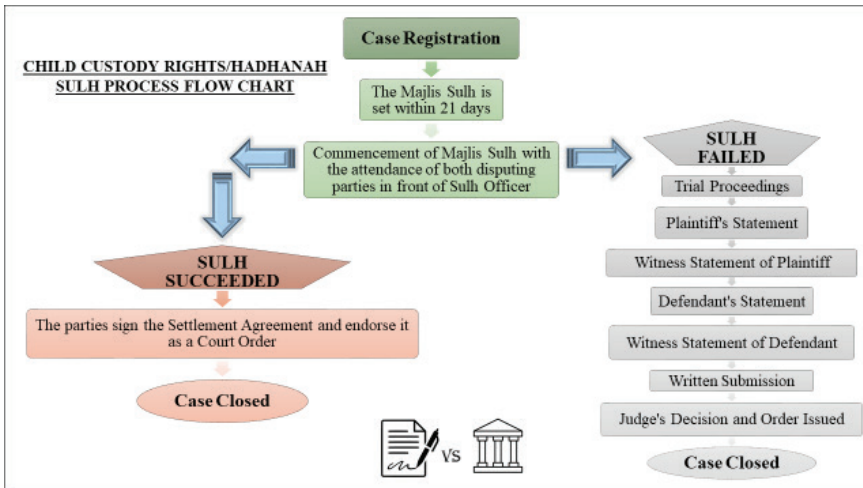 CHILD CUSTODY RIGHTS/HADHANAH
SULH PROCESS FLOW CHART
Case Registration
The Majlis Sulh is
set within 21 days
Commencement of Majlis Sulh with
the attendance of both disputing
parties in front of Sulh Officer
SULH
SUCCEEDED
The parties sign the Settlement Agreement and endorse it
as a Court Order
Case Closed
SULH
FAILED
Trial Proceedings
Plaintiff's Statement
Witness Statement of Plaintiff
Defendant's Statement
Witness Statement of Defendant
Written Submission
Judge's Decision and Order Issued
Case Closed
VS